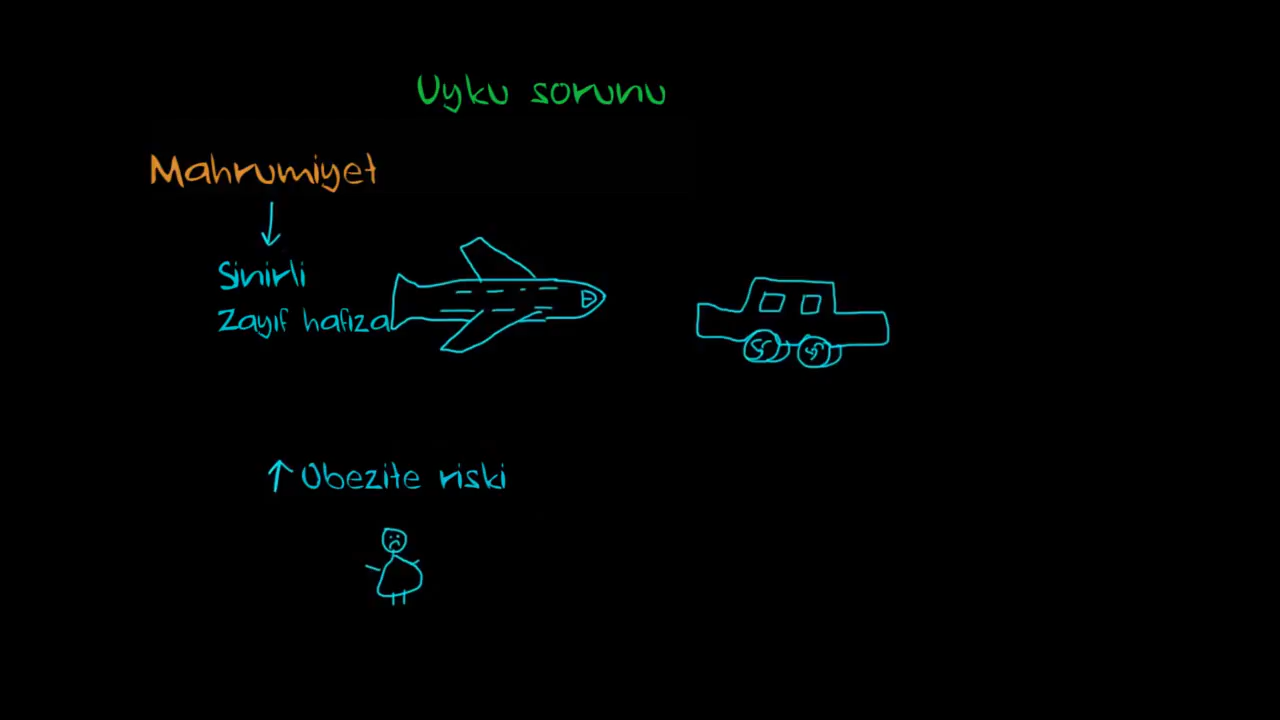 Uyku sorunu
Mahrumiyet
Sinirli
Zayıf hafıza
↑ Obezite riski